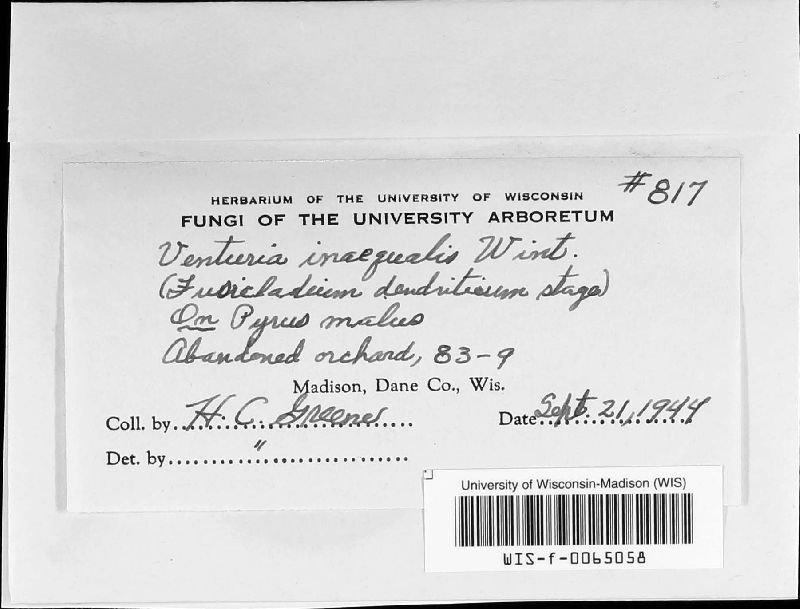 #817
HERBARIUM OF THE UNIVERSITY OF WISCONSIN
FUNGI OF THE UNIVERSITY ARBORETUM
Venturia inaequalis Wint.
(Fusicladium dendriticum stage)
On Pyrus malus
Abandoned orchard, 83-9
Madison, Dane Co., Wis.
Coll. by H. C. Greene Date Sept. 21, 1944
Det. by "
University of Wisconsin-Madison (WIS)
WIS-f-0065058